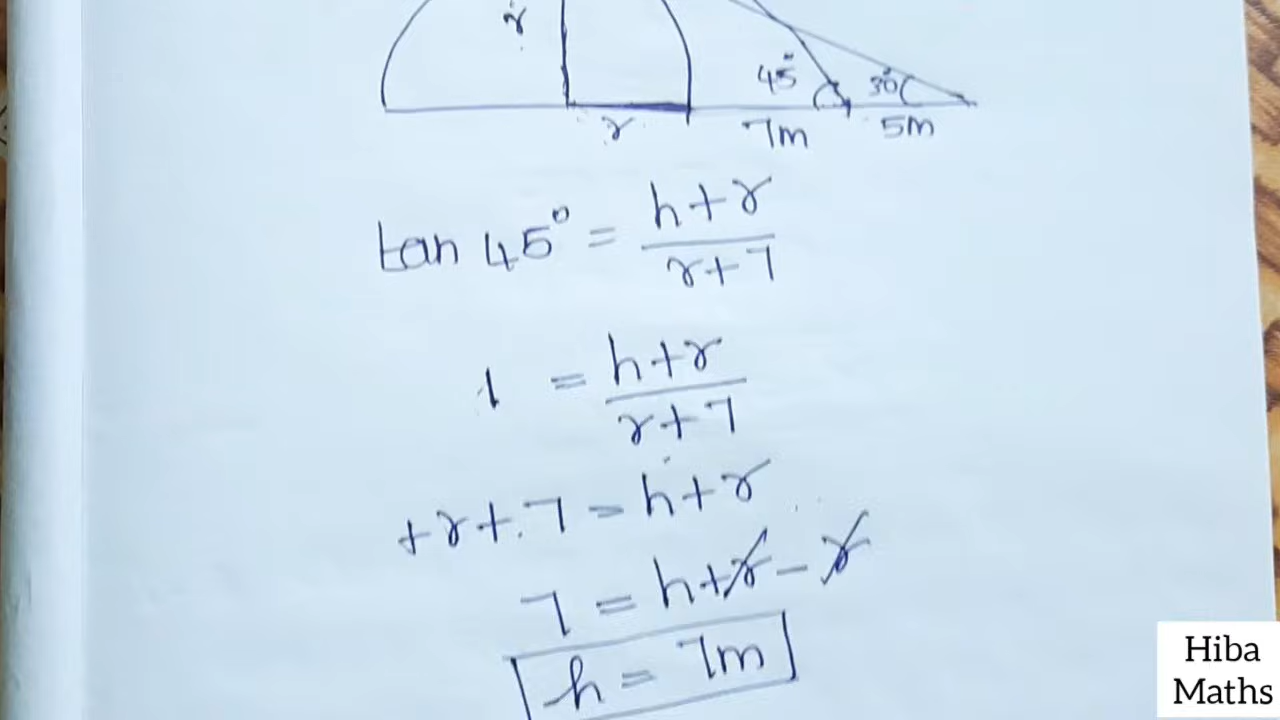 r
45° 30°
r 7m 5m
tan 45° = h+r / r+7
1 = h+r / r+7
+r+7 = h+r
7 = h+r-r
h = 7m
Hiba
Maths